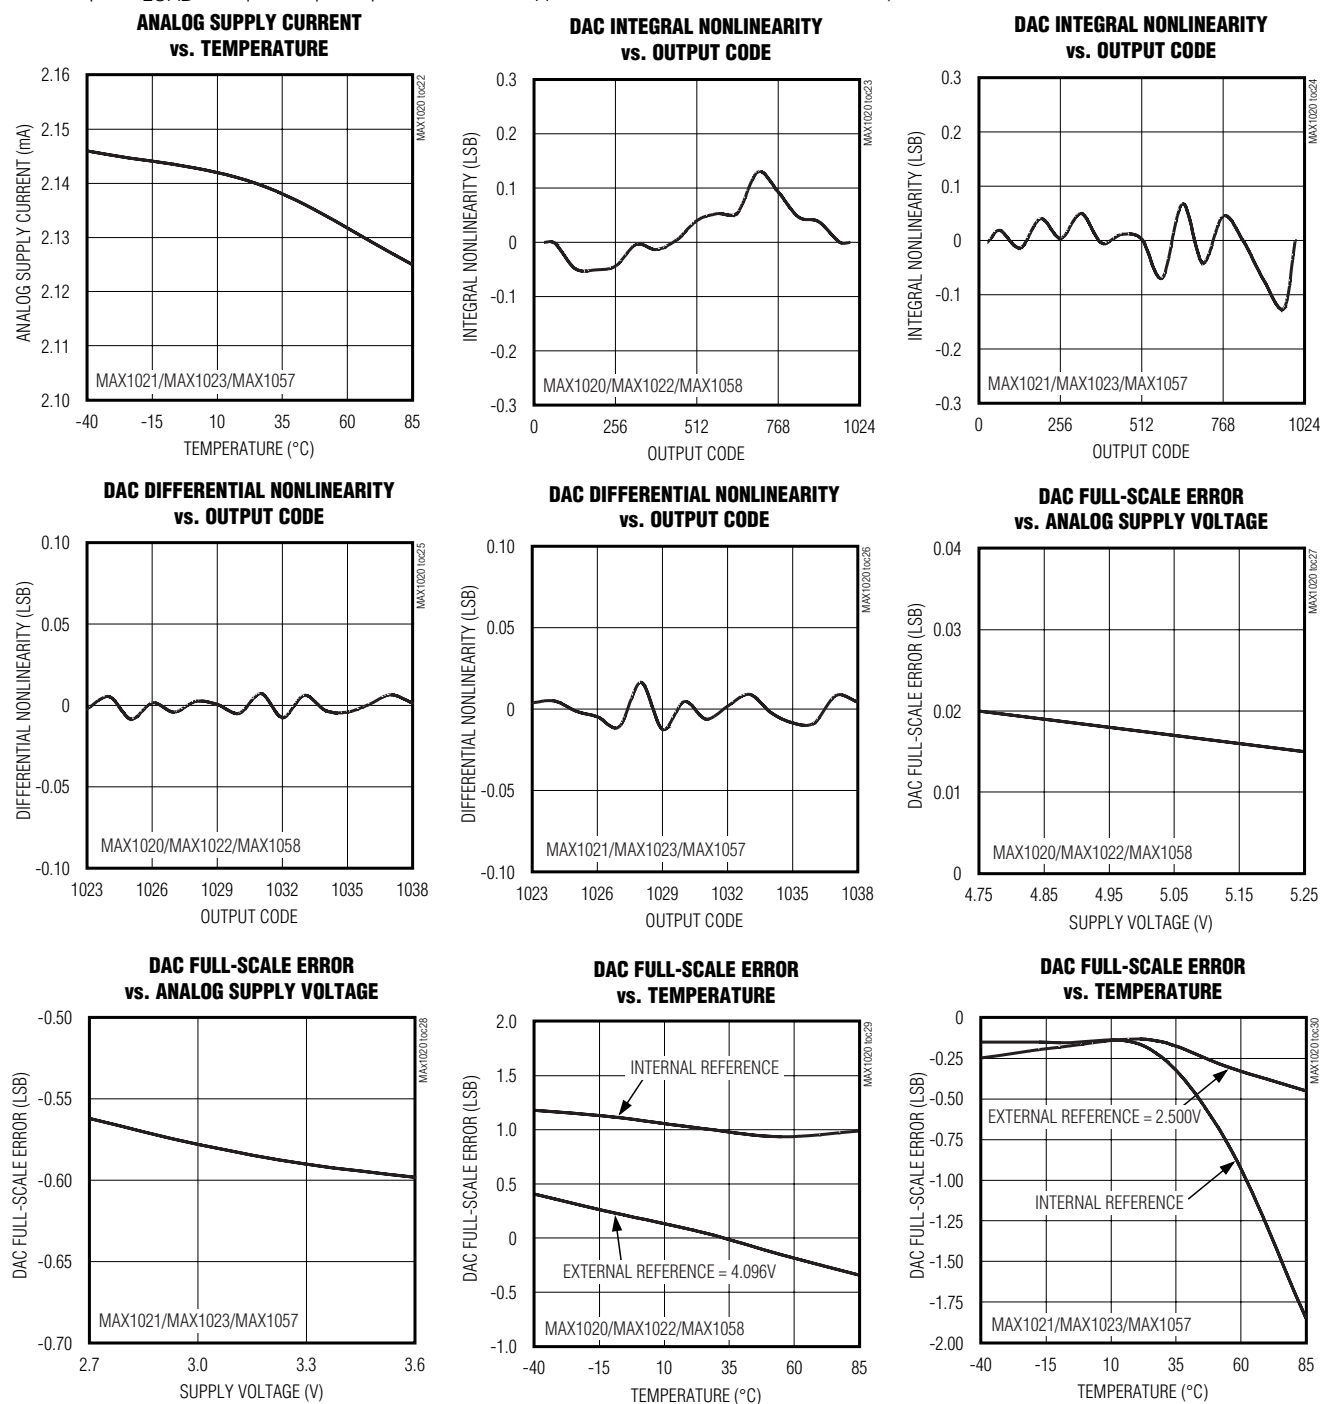 ANALOG SUPPLY CURRENT
vs. TEMPERATURE
2.16
2.15
2.14
2.13
2.12
2.11
2.10
ANALOG SUPPLY CURRENT (mA)
MAX1020 toc22
MAX1021/MAX1023/MAX1057
-40 -15 10 35 60 85
TEMPERATURE (°C)
DAC INTEGRAL NONLINEARITY
vs. OUTPUT CODE
0.3
0.2
0.1
0
-0.1
-0.2
-0.3
INTEGRAL NONLINEARITY (LSB)
MAX1020 toc23
MAX1020/MAX1022/MAX1058
0 256 512 768 1024
OUTPUT CODE
DAC INTEGRAL NONLINEARITY
vs. OUTPUT CODE
0.3
0.2
0.1
0
-0.1
-0.2
-0.3
INTEGRAL NONLINEARITY (LSB)
MAX1020 toc24
MAX1021/MAX1023/MAX1057
0 256 512 768 1024
OUTPUT CODE
DAC DIFFERENTIAL NONLINEARITY
vs. OUTPUT CODE
0.10
0.05
0
-0.05
-0.10
DIFFERENTIAL NONLINEARITY (LSB)
MAX1020 toc25
MAX1020/MAX1022/MAX1058
1023 1026 1029 1032 1035 1038
OUTPUT CODE
DAC DIFFERENTIAL NONLINEARITY
vs. OUTPUT CODE
0.10
0.05
0
-0.05
-0.10
DIFFERENTIAL NONLINEARITY (LSB)
MAX1020 toc26
MAX1021/MAX1023/MAX1057
1023 1026 1029 1032 1035 1038
OUTPUT CODE
DAC FULL-SCALE ERROR
vs. ANALOG SUPPLY VOLTAGE
0.04
0.03
0.02
0.01
0
DAC FULL-SCALE ERROR (LSB)
MAX1020 toc27
MAX1020/MAX1022/MAX1058
4.75 4.85 4.95 5.05 5.15 5.25
SUPPLY VOLTAGE (V)
DAC FULL-SCALE ERROR
vs. ANALOG SUPPLY VOLTAGE
-0.50
-0.55
-0.60
-0.65
-0.70
DAC FULL-SCALE ERROR (LSB)
MAx1020 toc28
MAX1021/MAX1023/MAX1057
2.7 3.0 3.3 3.6
SUPPLY VOLTAGE (V)
DAC FULL-SCALE ERROR
vs. TEMPERATURE
2.0
1.5
1.0
0.5
0
-0.5
-1.0
DAC FULL-SCALE ERROR (LSB)
MAX1020 toc29
INTERNAL REFERENCE
EXTERNAL REFERENCE = 4.096V
MAX1020/MAX1022/MAX1058
-40 -15 10 35 60 85
TEMPERATURE (°C)
DAC FULL-SCALE ERROR
vs. TEMPERATURE
0
-0.25
-0.50
-0.75
-1.00
-1.25
-1.50
-1.75
-2.00
DAC FULL-SCALE ERROR (LSB)
MAX1020 toc30
EXTERNAL REFERENCE = 2.500V
INTERNAL REFERENCE
MAX1021/MAX1023/MAX1057
-40 -15 10 35 60 85
TEMPERATURE (°C)